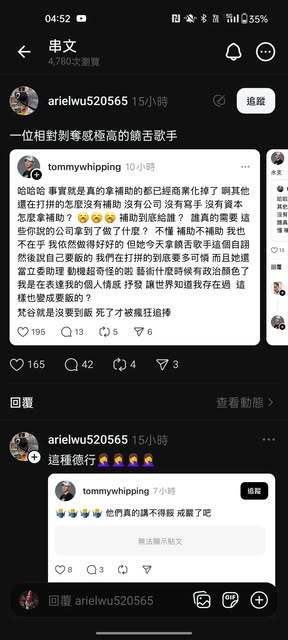 04:52
5G
35%
串文
4,780次瀏覽
arielwu520565 15小時
追蹤
一位相對剝奪感極高的饒舌歌手
tommywhipping 10小時
哈哈哈 事實就是真的拿補助的都已經商業化掉了 啊其他
還在打拼的怎麼沒有補助 沒有公司 沒有寫手 沒有資本
怎麼拿補助？ 補助到底給誰？ 誰真的需要 這
些你說的公司拿到了做了什麼？ 不懂 補助不補助 我也
不在乎 我依然做得好好的 但她今天拿饒舌歌手這個自詡
然後說自己要飯的 我們在打拼的到底要多可憐 而且她還
當立委助理 動機超奇怪的啦 藝術什麼時候有政治顏色了
我是在表達我的個人情感 抒發 讓世界知道我存在過 這
樣也變成要飯的？
梵谷就是沒要到飯 死了才被瘋狂追捧
195 13 5 6
回覆
165 42 4 3
回覆
查看動態
arielwu520565 15小時
這種德行🤦‍♀️🤦‍♀️🤦‍♀️🤦‍♀️
tommywhipping 7小時
追蹤
🤷🤷🤷🤷 他們真的講不得餒 戒嚴了吧
無法顯示貼文
8 3
回覆 arielwu520565
GIF